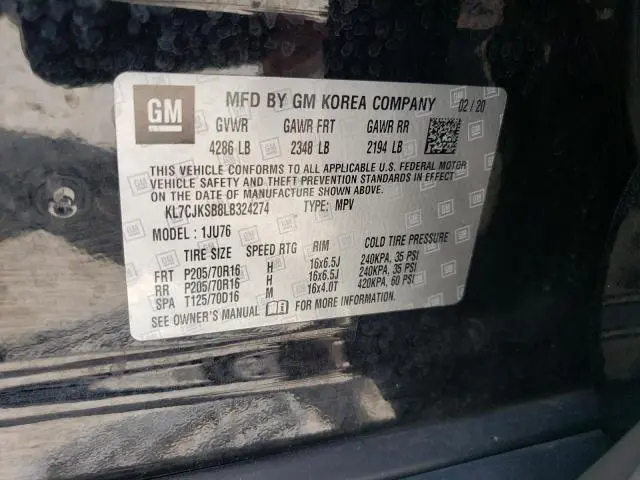 GM
MFD BY GM KOREA COMPANY 02/20
GVWR GAWR FRT GAWR RR
4286 LB 2348 LB 2194 LB
THIS VEHICLE CONFORMS TO ALL APPLICABLE U.S. FEDERAL MOTOR
VEHICLE SAFETY AND THEFT PREVENTION STANDARDS IN EFFECT
ON THE DATE OF MANUFACTURE SHOWN ABOVE.
KL7CJKSB8LB324274 TYPE: MPV
MODEL: 1JU76
TIRE SIZE SPEED RTG RIM COLD TIRE PRESSURE
FRT P205/70R16 H 16x6.5J 240KPA, 35 PSI
RR P205/70R16 H 16x6.5J 240KPA, 35 PSI
SPA T125/70D16 M 16x4.0T 420KPA, 60 PSI
SEE OWNER'S MANUAL FOR MORE INFORMATION.